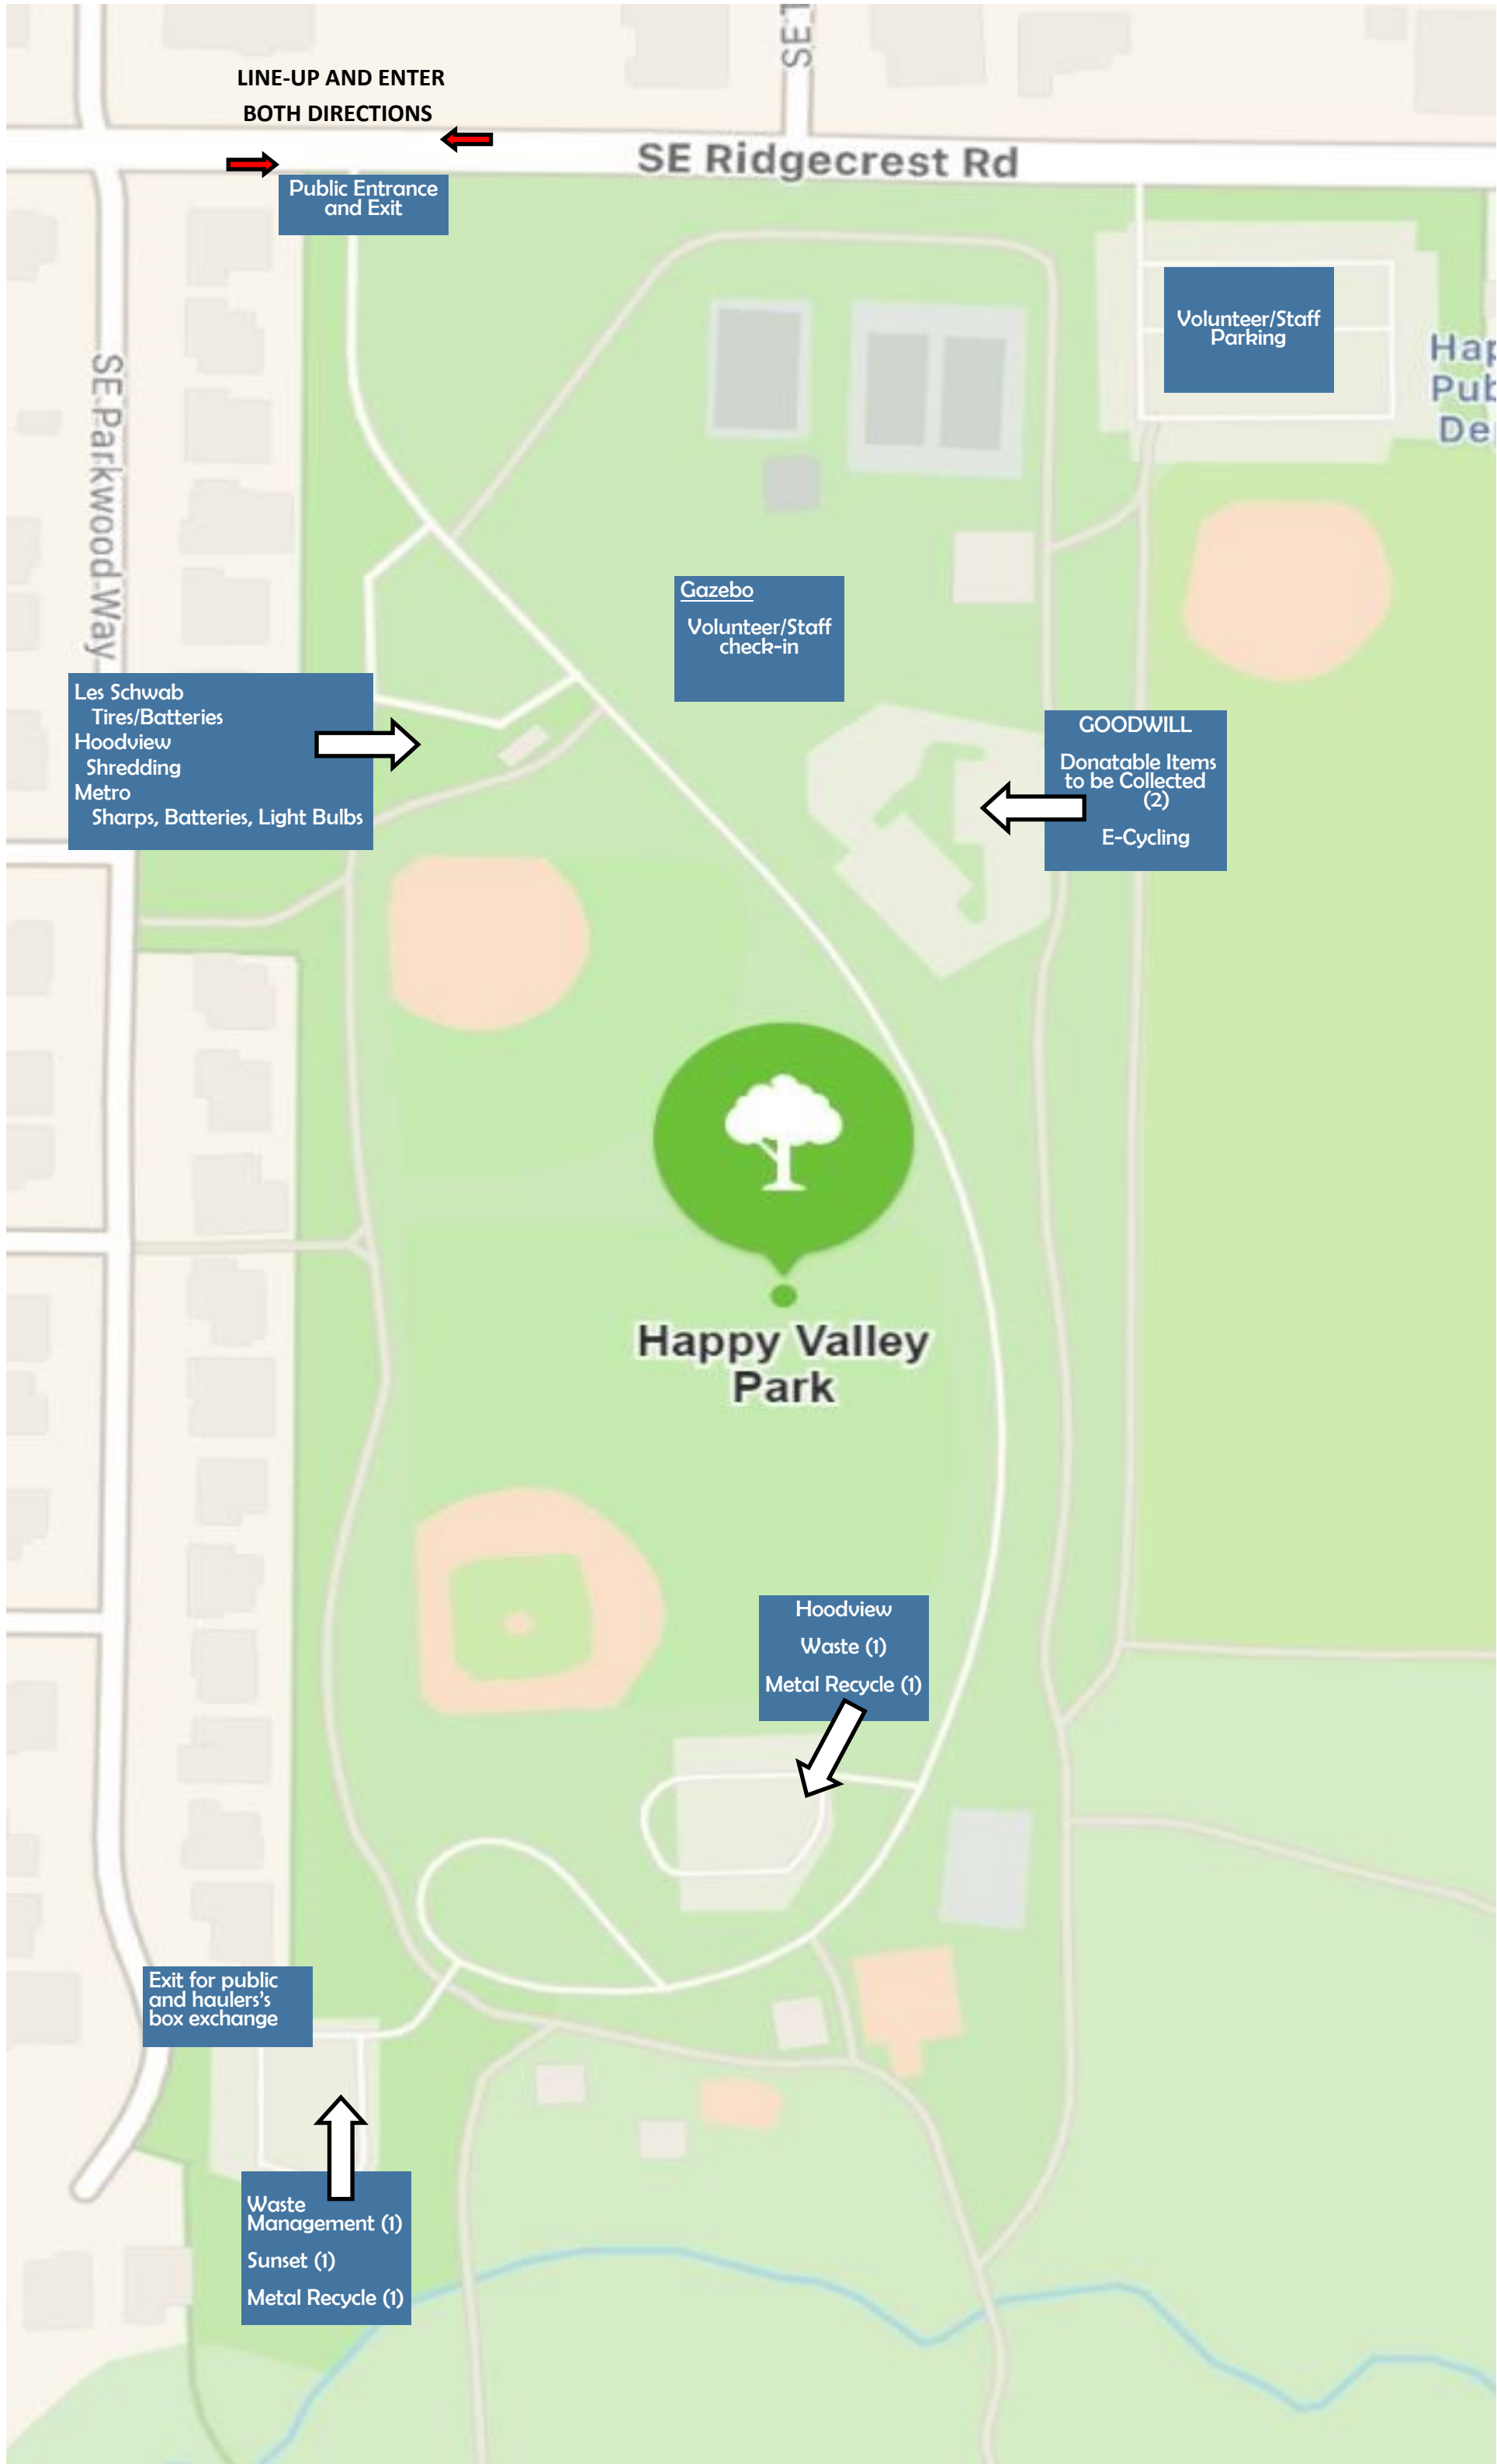 SE
LINE-UP AND ENTER
BOTH DIRECTIONS
SE Ridgecrest Rd
Public Entrance
and Exit
Volunteer/Staff
Parking
SE Parkwood Way
Gazebo
Volunteer/Staff
check-in
Les Schwab
Tires/Batteries
Hoodview
Shredding
Metro
Sharps, Batteries, Light Bulbs
GOODWILL
Donatable Items
to be Collected
(2)
E-Cycling
Happy Valley
Park
Hoodview
Waste (1)
Metal Recycle (1)
Exit for public
and haulers's
box exchange
Waste
Management (1)
Sunset (1)
Metal Recycle (1)